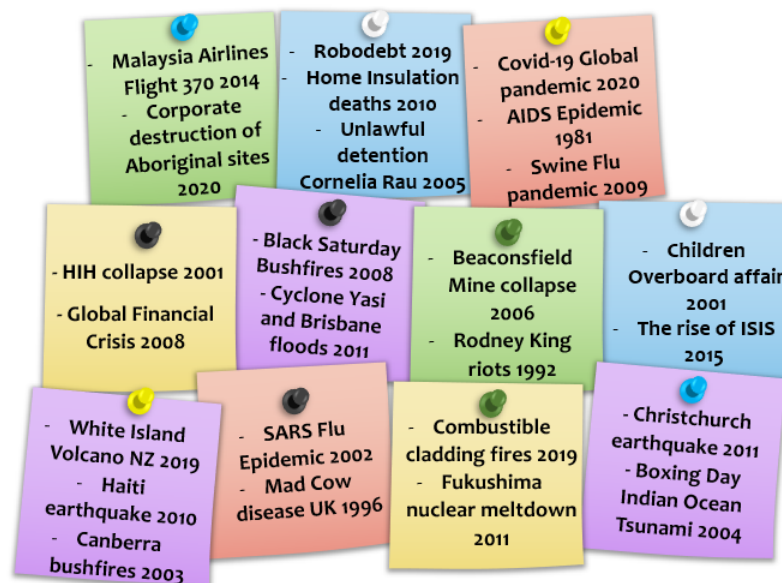 - Malaysia Airlines
Flight 370 2014
- Corporate
destruction of
Aboriginal sites
2020
- Robodebt 2019
- Home Insulation
deaths 2010
- Unlawful
detention
Cornelia Rau 2005
- Covid-19 Global
pandemic 2020
- AIDS Epidemic
1981
- Swine Flu
pandemic 2009
- HIH collapse 2001
- Global Financial
Crisis 2008
- Black Saturday
Bushfires 2008
- Cyclone Yasi
and Brisbane
floods 2011
- Beaconsfield
Mine collapse
2006
- Rodney King
riots 1992
- Children
Overboard affair
2001
- The rise of ISIS
2015
- White Island
Volcano NZ 2019
- Haiti
earthquake 2010
- Canberra
bushfires 2003
- SARS Flu
Epidemic 2002
- Mad Cow
disease UK 1996
- Combustible
cladding fires 2019
- Fukushima
nuclear meltdown
2011
- Christchurch
earthquake 2011
- Boxing Day
Indian Ocean
Tsunami 2004